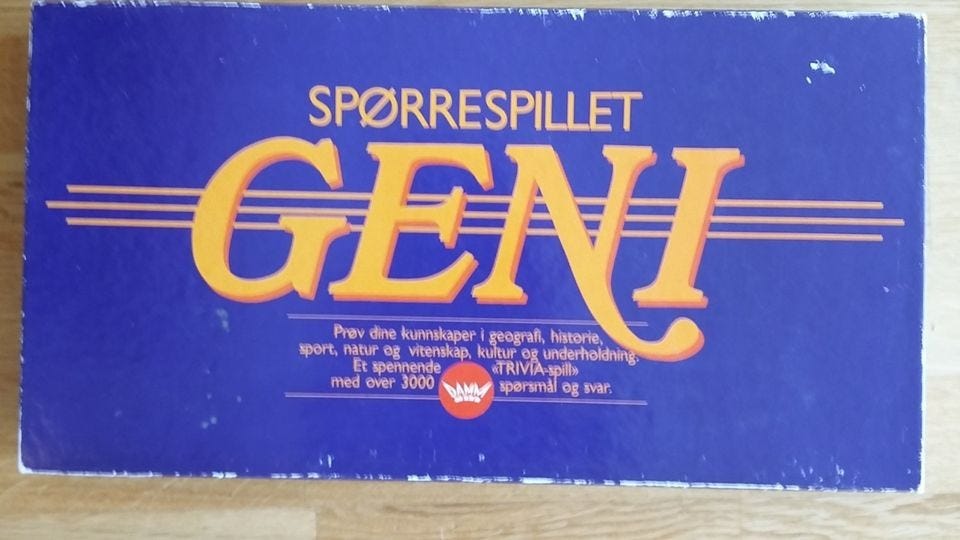 SPØRRESPILLET
GENI
Prøv dine kunnskaper i geografi, historie,
sport, natur og vitenskap, kultur og underholdning.
Et spennende «TRIVIA-spill»
med over 3000 spørsmål og svar.
DAMM